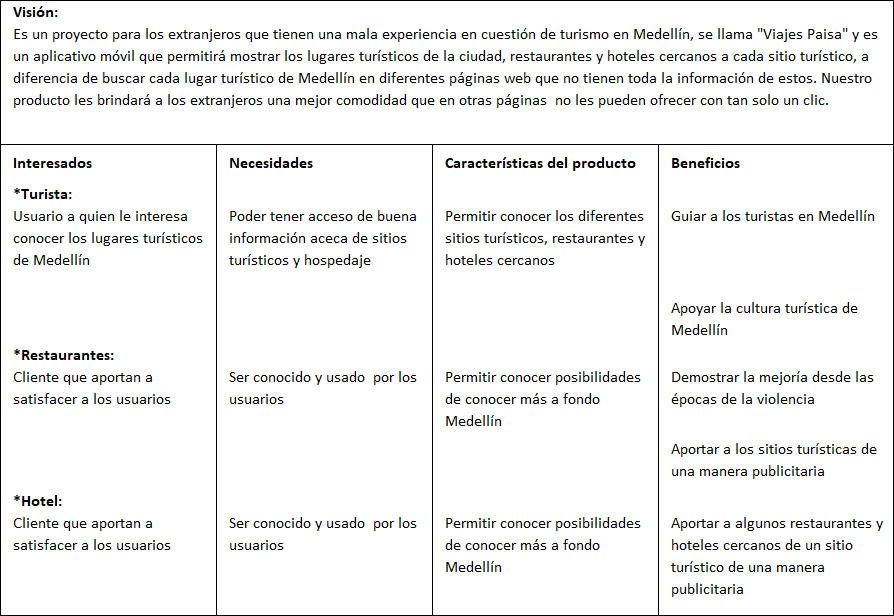 Visión:
Es un proyecto para los extranjeros que tienen una mala experiencia en cuestión de turismo en Medellín, se llama "Viajes Paisa" y es
un aplicativo móvil que permitirá mostrar los lugares turísticos de la ciudad, restaurantes y hoteles cercanos a cada sitio turístico, a
diferencia de buscar cada lugar turístico de Medellín en diferentes páginas web que no tienen toda la información de estos. Nuestro
producto les brindará a los extranjeros una mejor comodidad que en otras páginas  no les pueden ofrecer con tan solo un clic.
Interesados
Necesidades
Características del producto
Beneficios
*Turista:
Usuario a quien le interesa
conocer los lugares turísticos
de Medellín
Poder tener acceso de buena
información aceca de sitios
turísticos y hospedaje
Permitir conocer los diferentes
sitios turísticos, restaurantes y
hoteles cercanos
Guiar a los turistas en Medellín
Apoyar la cultura turística de
Medellín
*Restaurantes:
Cliente que aportan a
satisfacer a los usuarios
Ser conocido y usado  por los
usuarios
Permitir conocer posibilidades
de conocer más a fondo
Medellín
Demostrar la mejoría desde las
épocas de la violencia
Aportar a los sitios turísticas de
una manera publicitaria
*Hotel:
Cliente que aportan a
satisfacer a los usuarios
Ser conocido y usado  por los
usuarios
Permitir conocer posibilidades
de conocer más a fondo
Medellín
Aportar a algunos restaurantes y
hoteles cercanos de un sitio
turístico de una manera
publicitaria